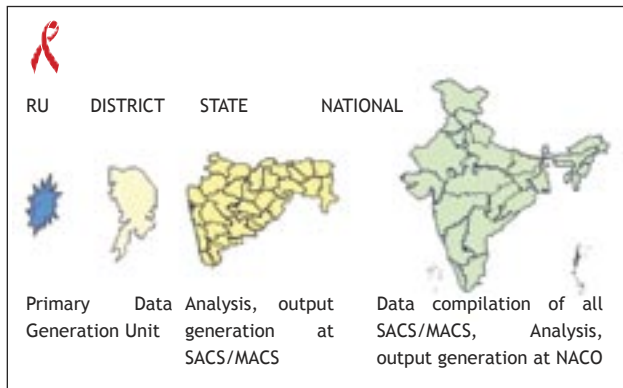 RU DISTRICT STATE NATIONAL
Primary Data
Generation Unit
Analysis, output
generation at
SACS/MACS
Data compilation of all
SACS/MACS, Analysis,
output generation at NACO